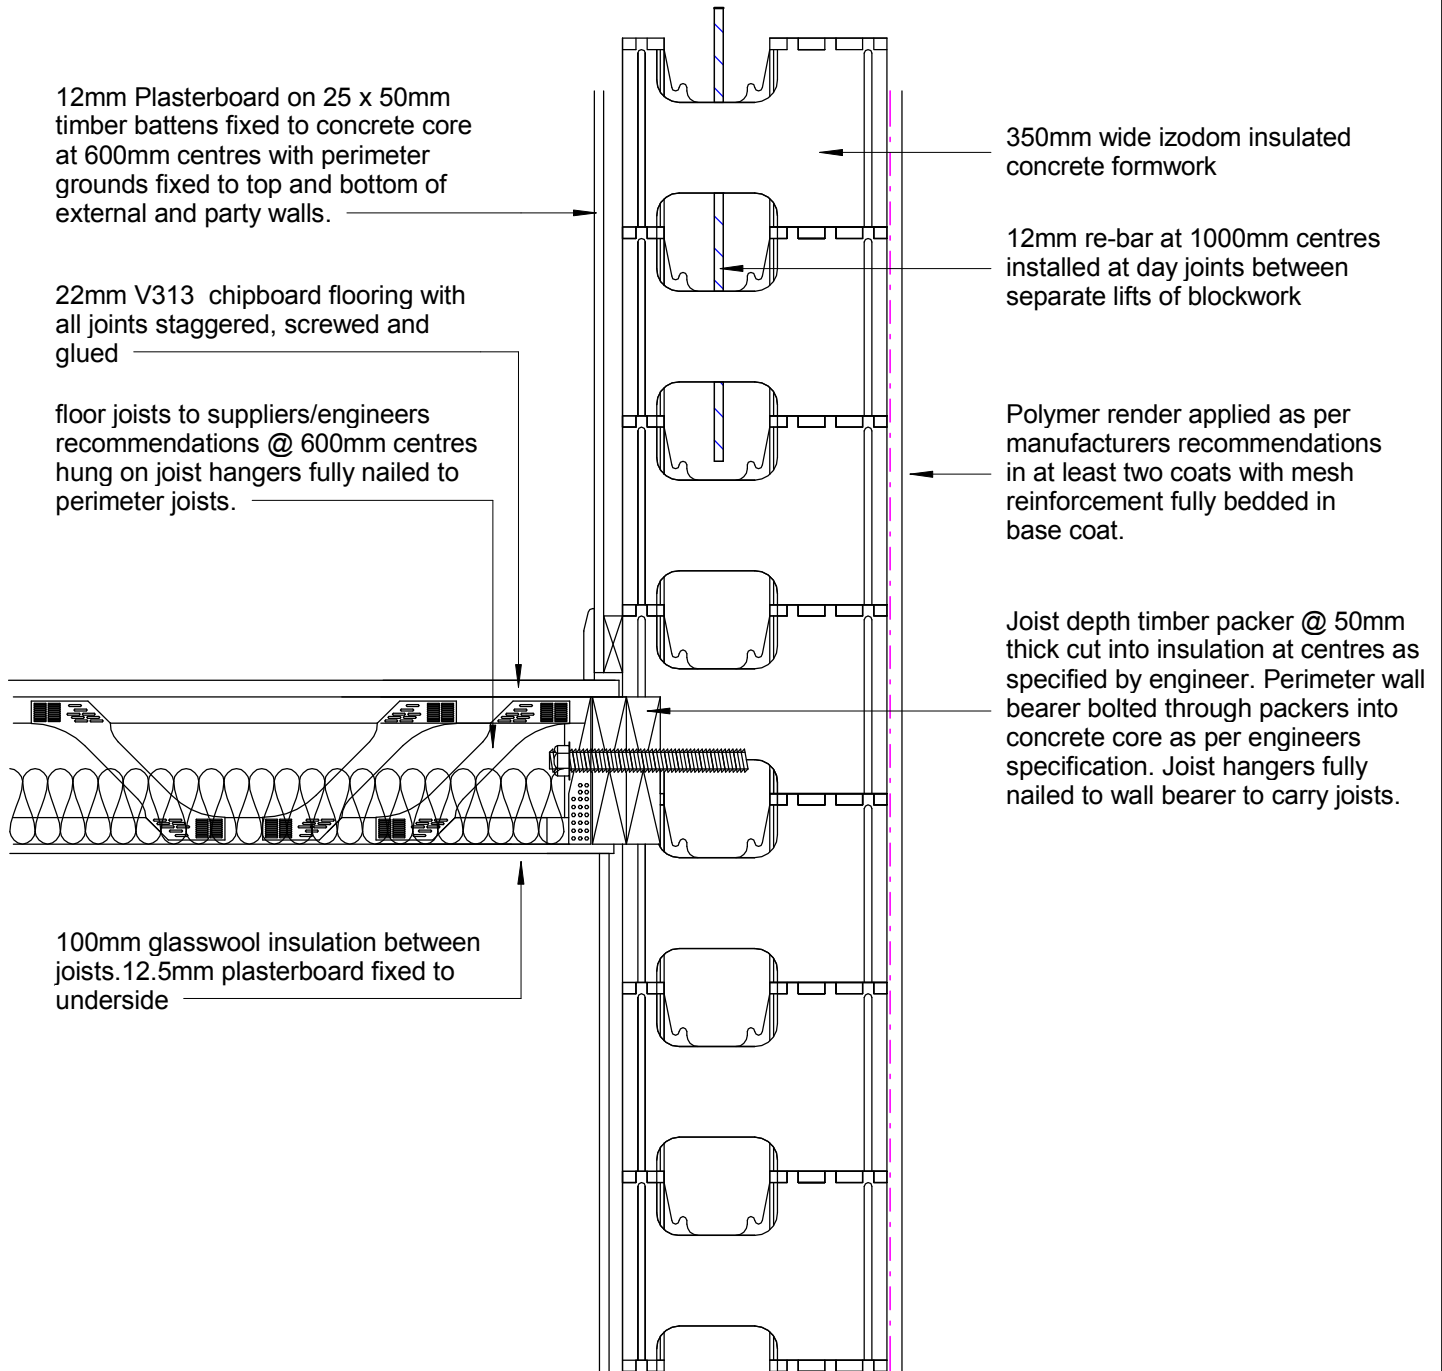 12mm Plasterboard on 25 x 50mm
timber battens fixed to concrete core
at 600mm centres with perimeter
grounds fixed to top and bottom of
external and party walls.
22mm V313  chipboard flooring with
all joints staggered, screwed and
glued
floor joists to suppliers/engineers
recommendations @ 600mm centres
hung on joist hangers fully nailed to
perimeter joists.
100mm glasswool insulation between
joists.12.5mm plasterboard fixed to
underside
350mm wide izodom insulated
concrete formwork
12mm re-bar at 1000mm centres
installed at day joints between
separate lifts of blockwork
Polymer render applied as per
manufacturers recommendations
in at least two coats with mesh
reinforcement fully bedded in
base coat.
Joist depth timber packer @ 50mm
thick cut into insulation at centres as
specified by engineer. Perimeter wall
bearer bolted through packers into
concrete core as per engineers
specification. Joist hangers fully
nailed to wall bearer to carry joists.